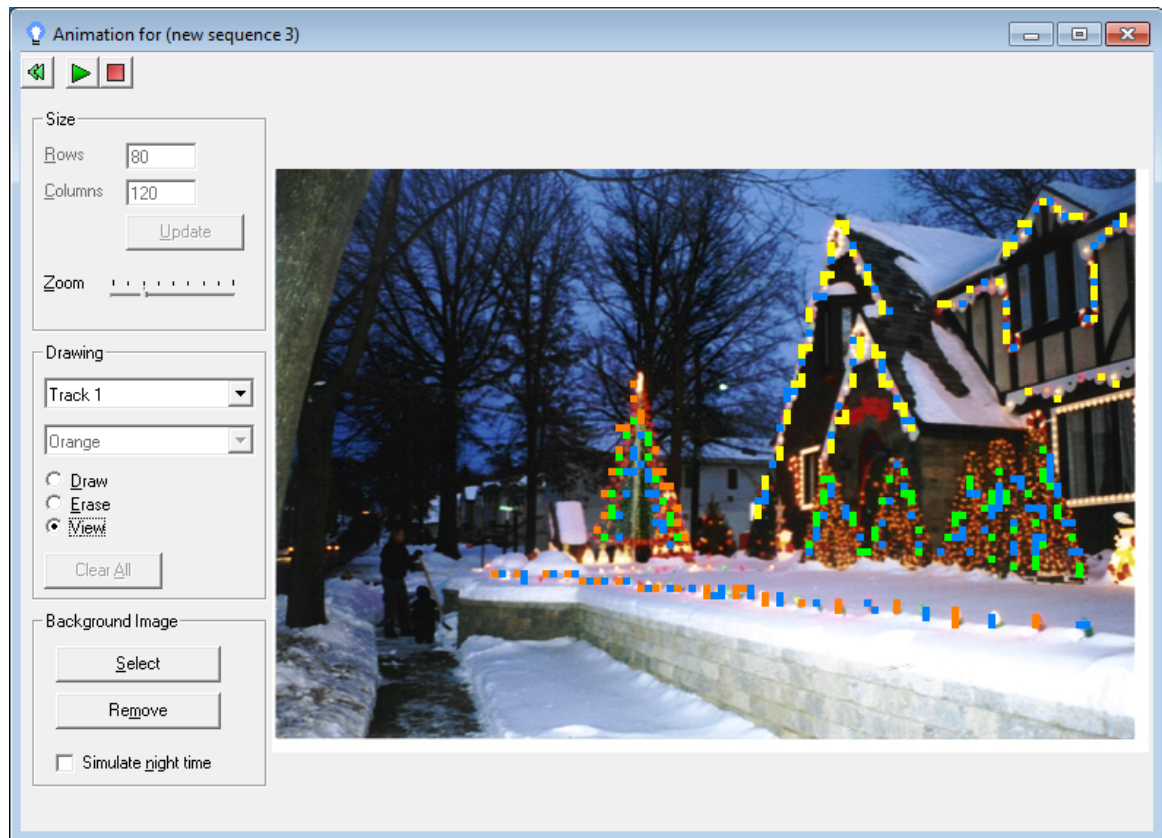 Animation for (new sequence 3)
Size
Rows 80
Columns 120
Update
Zoom
Drawing
Track 1
Orange
Draw
Erase
View
Clear All
Background Image
Select
Remove
Simulate night time